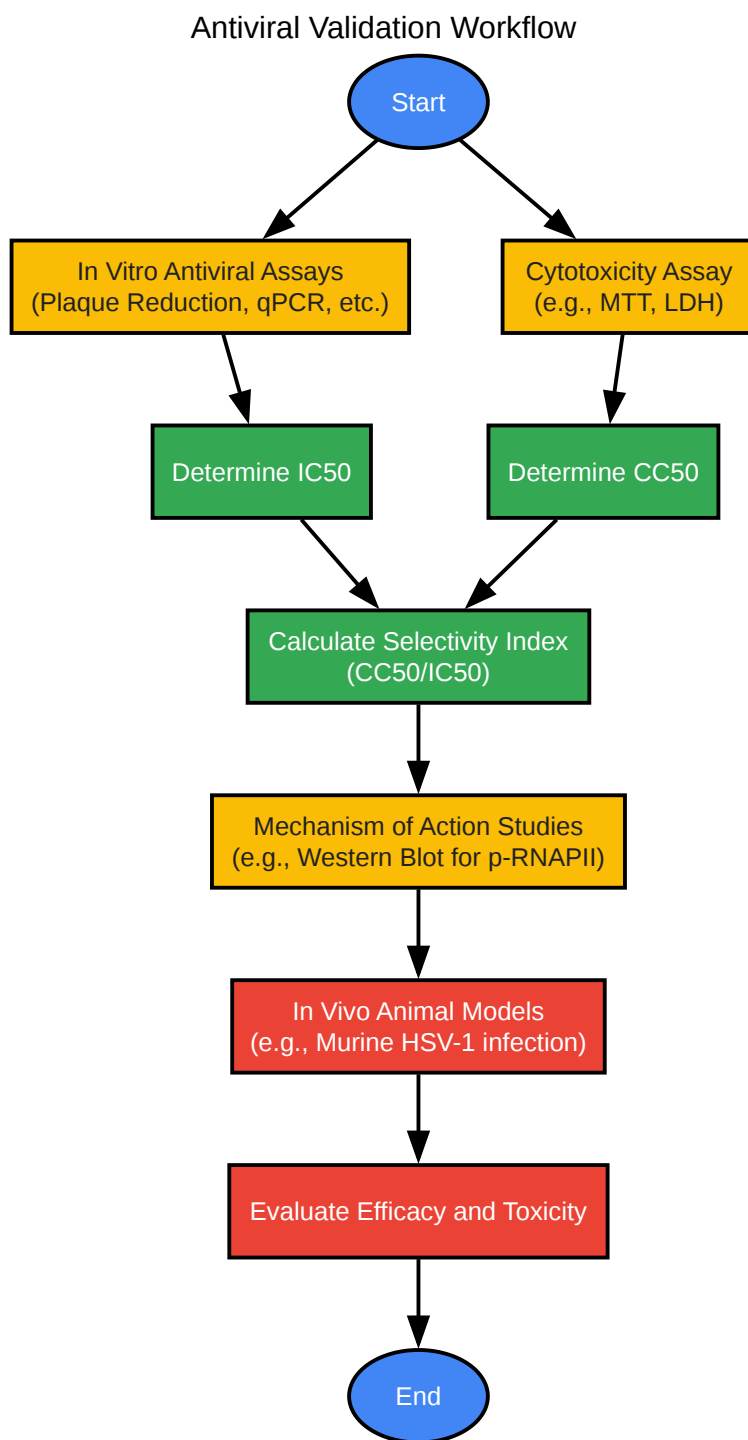 Antiviral Validation Workflow
Start
In Vitro Antiviral Assays
(Plaque Reduction, qPCR, etc.)
Cytotoxicity Assay
(e.g., MTT, LDH)
Determine IC50
Determine CC50
Calculate Selectivity Index
(CC50/IC50)
Mechanism of Action Studies
(e.g., Western Blot for p-RNAPII)
In Vivo Animal Models
(e.g., Murine HSV-1 infection)
Evaluate Efficacy and Toxicity
End